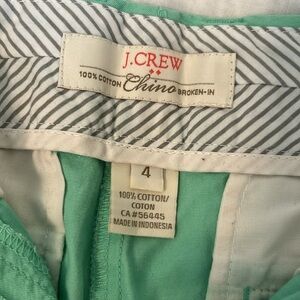 J.CREW
100% COTTON Chino BROKEN-IN
4
100% COTTON/
COTON
CA #56445
MADE IN INDONESIA